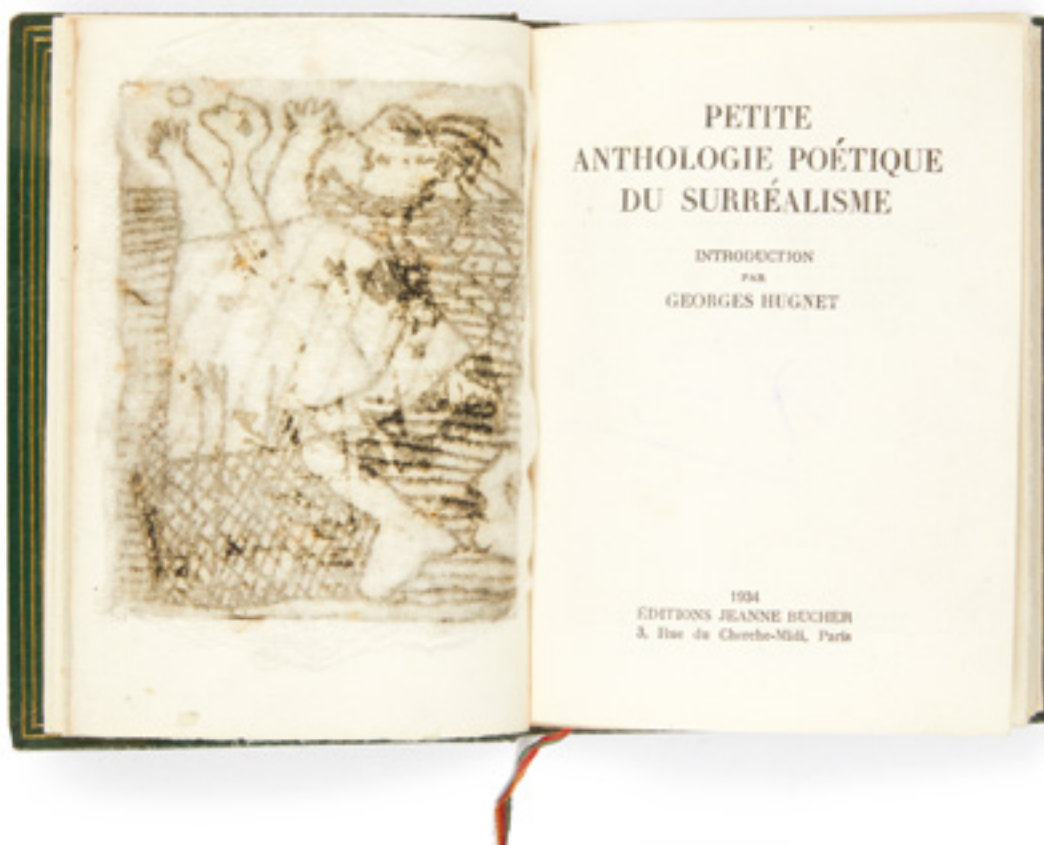 PETITE
ANTHOLOGIE POÉTIQUE
DU SURRÉALISME
INTRODUCTION
PAR
GEORGES HUGNET
1934
ÉDITIONS JEANNE BUCHER
3, Rue du Cherche-Midi, Paris